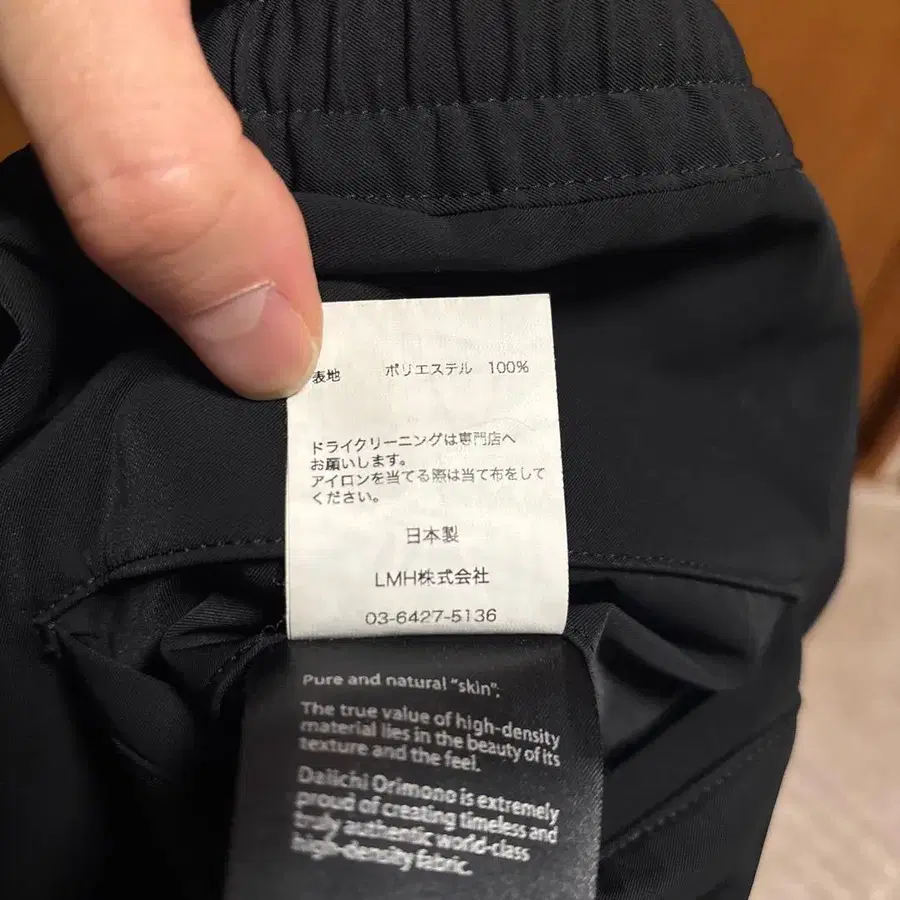 表地 ポリエステル 100%
ドライクリーニングは専門店へ
お願いします。
アイロンを当てる際は当て布をして
ください。
日本製
LMH株式会社
03-6427-5136
Pure and natural "skin".
The true value of high-density
material lies in the beauty of its
texture and the feel.
Daiichi Orimono is extremely
proud of creating timeless and
truly authentic world-class
high-density fabric.